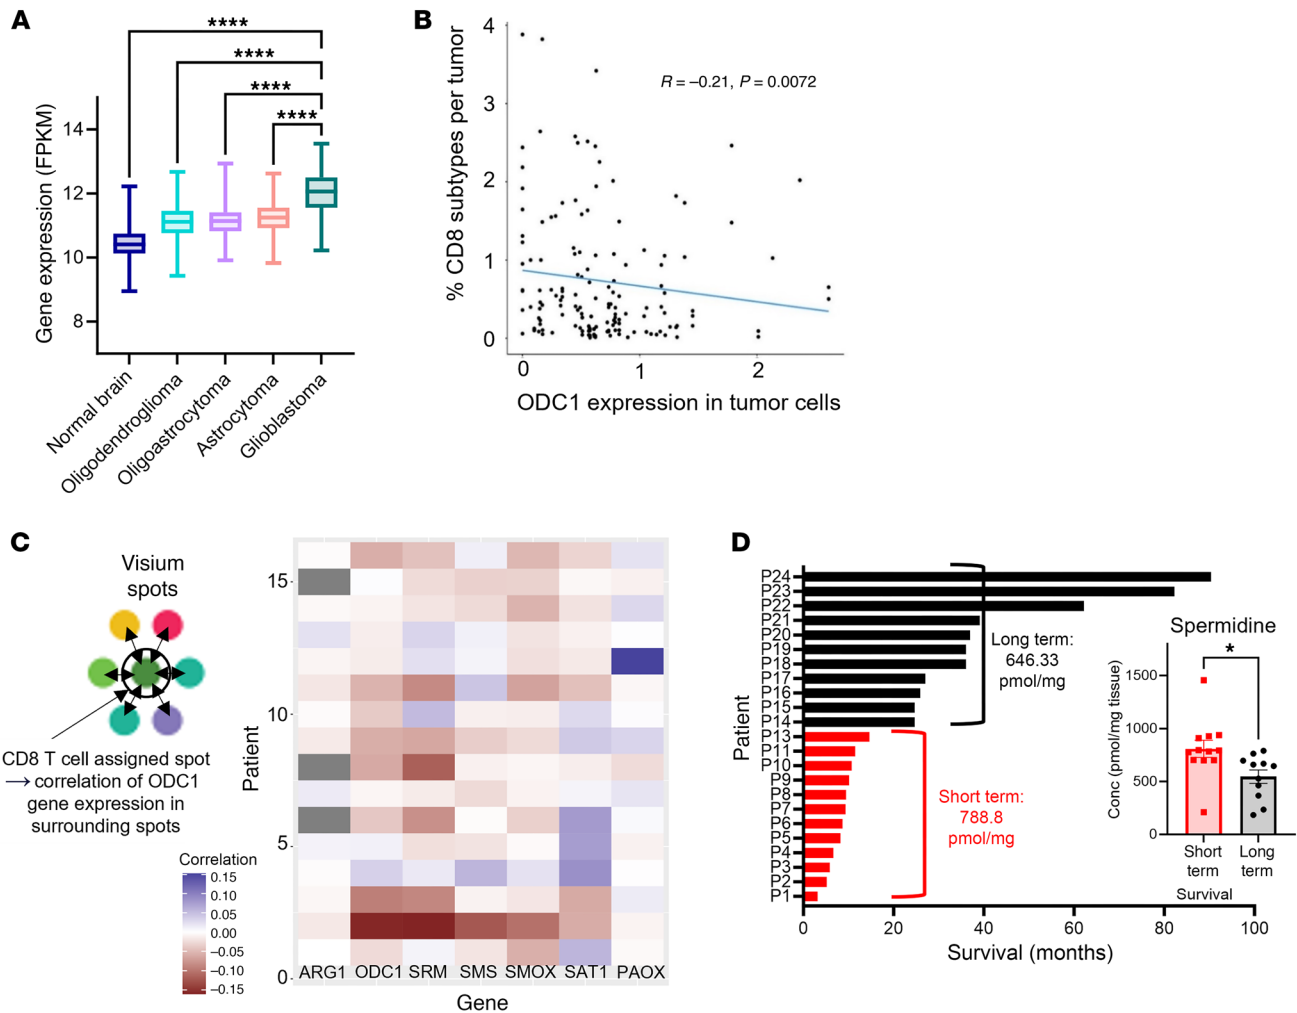 A
****
****
****
****
Gene expression (FPKM)
14
12
10
8
Normal brain
Oligodendroglioma
Oligoastrocytoma
Astrocytoma
Glioblastoma
B
% CD8 subtypes per tumor
4
3
2
1
0
R = –0.21, P = 0.0072
0
1
2
ODC1 expression in tumor cells
C
Visium
spots
CD8 T cell assigned spot
→ correlation of ODC1
gene expression in
surrounding spots
Correlation
0.15
0.10
0.05
0.00
–0.05
–0.10
–0.15
Patient
15
10
5
0
ARG1 ODC1 SRM SMS SMOX SAT1 PAOX
Gene
D
Patient
P24
P23
P22
P21
P20
P19
P18
P17
P16
P15
P14
P13
P11
P10
P9
P8
P7
P6
P5
P4
P3
P2
P1
Long term:
646.33
pmol/mg
Short term:
788.8
pmol/mg
0
20
40
60
80
100
Survival (months)
Spermidine
*
Conc (pmol/mg tissue)
1500
1000
500
0
Short
term
Long
term
Survival